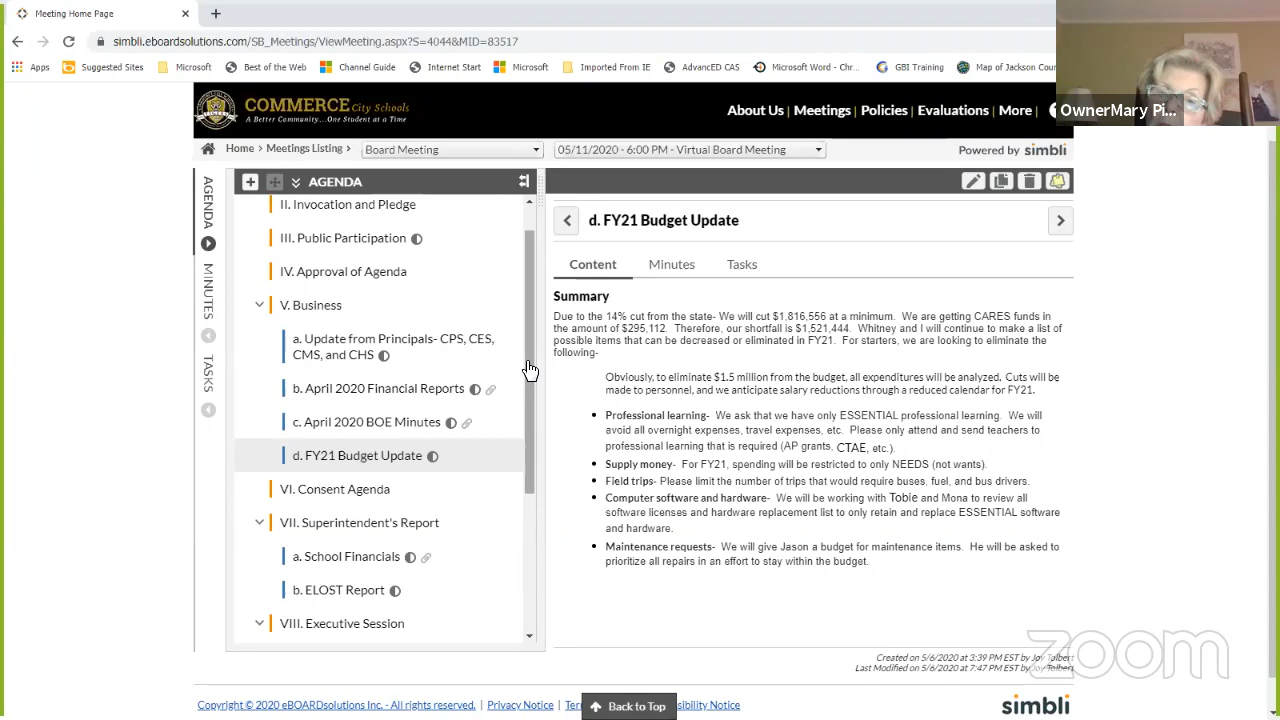 Meeting Home Page
simbli.eboardsolutions.com/SB_Meetings/ViewMeeting.aspx?S=4044&MID=83517
Apps Suggested Sites Microsoft Best of the Web Channel Guide Internet Start Microsoft Imported From IE AdvancED CAS Microsoft Word - Chr... GBI Training Map of Jackson Coun
OwnerMary Pi...
COMMERCE City Schools
A Better Community...One Student at a Time
About Us Meetings Policies Evaluations More
Home Meetings Listing Board Meeting 05/11/2020 - 6:00 PM - Virtual Board Meeting Powered by simbli
AGENDA
MINUTES
TASKS
AGENDA
II. Invocation and Pledge
III. Public Participation
IV. Approval of Agenda
V. Business
a. Update from Principals- CPS, CES,
CMS, and CHS
b. April 2020 Financial Reports
c. April 2020 BOE Minutes
d. FY21 Budget Update
VI. Consent Agenda
VII. Superintendent's Report
a. School Financials
b. ELOST Report
VIII. Executive Session
d. FY21 Budget Update
Content Minutes Tasks
Summary
Due to the 14% cut from the state- We will cut $1,816,556 at a minimum. We are getting CARES funds in
the amount of $295,112. Therefore, our shortfall is $1,521,444. Whitney and I will continue to make a list of
possible items that can be decreased or eliminated in FY21. For starters, we are looking to eliminate the
following-
Obviously, to eliminate $1.5 million from the budget, all expenditures will be analyzed. Cuts will be
made to personnel, and we anticipate salary reductions through a reduced calendar for FY21.
• Professional learning- We ask that we have only ESSENTIAL professional learning. We will
avoid all overnight expenses, travel expenses, etc. Please only attend and send teachers to
professional learning that is required (AP grants, CTAE, etc.).
• Supply money- For FY21, spending will be restricted to only NEEDS (not wants).
• Field trips- Please limit the number of trips that would require buses, fuel, and bus drivers.
• Computer software and hardware- We will be working with Tobie and Mona to review all
software licenses and hardware replacement list to only retain and replace ESSENTIAL software
and hardware.
• Maintenance requests- We will give Jason a budget for maintenance items. He will be asked to
prioritize all repairs in an effort to stay within the budget.
Created on 5/6/2020 at 3:39 PM EST by Joy Tolbert
Last Modified on 5/6/2020 at 7:47 PM EST by Joy Tolbert
zoom
Copyright © 2020 eBOARDsolutions Inc. - All rights reserved. Privacy Notice Ter Back to Top sibility Notice simbli